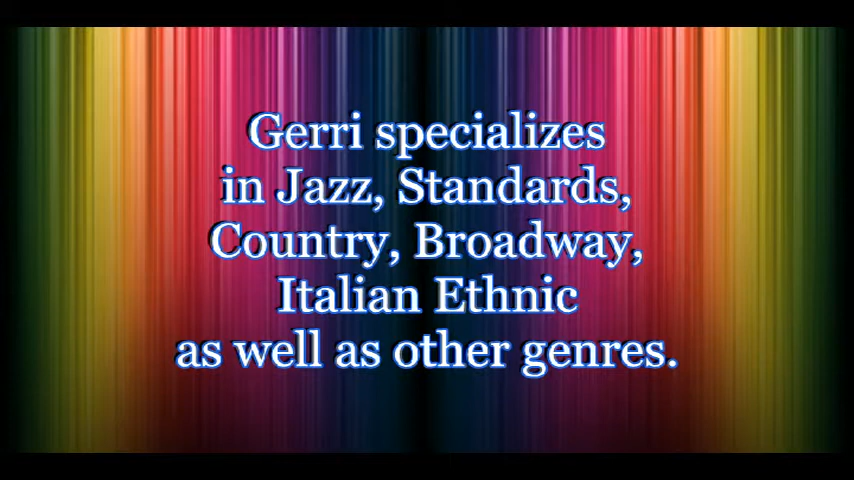 Gerri specializes
in Jazz, Standards,
Country, Broadway,
Italian Ethnic
as well as other genres.